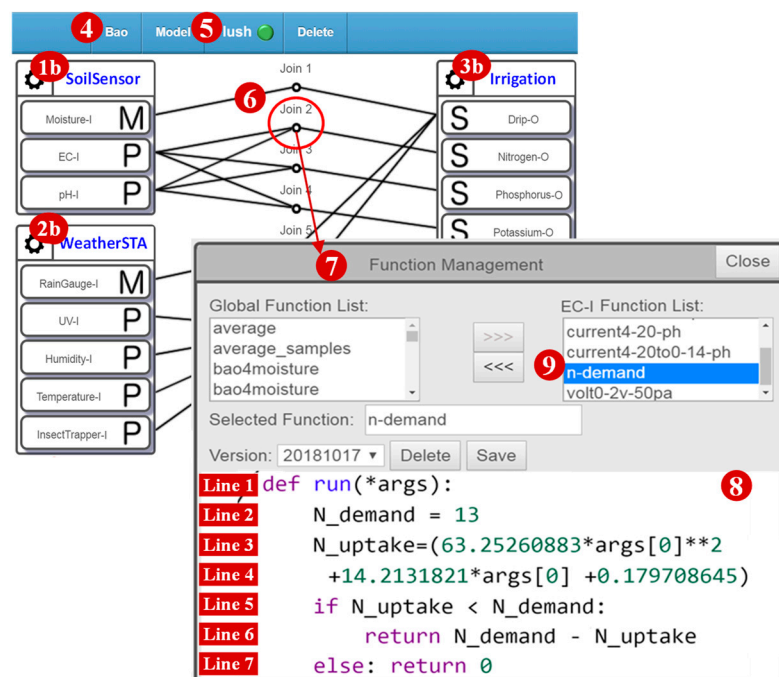 4 Bao Model 5 lush Delete
1b SoilSensor
Moisture-I M
EC-I P
pH-I P
2b WeatherSTA
RainGauge-I M
UV-I P
Humidity-I P
Temperature-I P
InsectTrapper-I P
6
Join 1
Join 2
Join 3
Join 4
Join 5
3b Irrigation
S Drip-O
S Nitrogen-O
S Phosphorus-O
S Potassium-O
7 Function Management Close
Global Function List:
average
average_samples
bao4moisture
bao4moisture
>>>
<<<
EC-I Function List:
current4-20-ph
current4-20to0-14-ph
9 n-demand
volt0-2v-50pa
Selected Function: n-demand
Version: 20181017 Delete Save
8
Line 1 def run(*args):
Line 2 N_demand = 13
Line 3 N_uptake=(63.25260883*args[0]**2
Line 4 +14.2131821*args[0] +0.179708645)
Line 5 if N_uptake < N_demand:
Line 6 return N_demand - N_uptake
Line 7 else: return 0